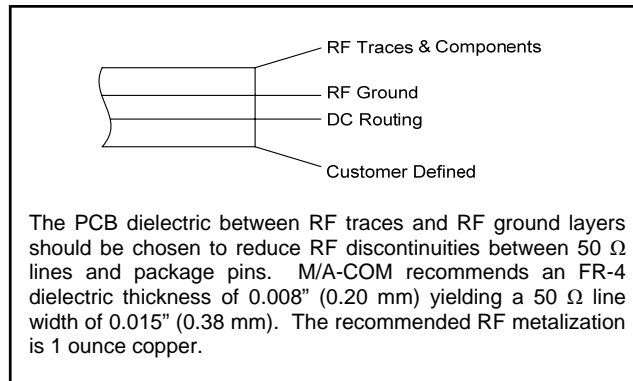 RF Traces & Components
RF Ground
DC Routing
Customer Defined
The PCB dielectric between RF traces and RF ground layers
should be chosen to reduce RF discontinuities between 50 Ω
lines and package pins. M/A-COM recommends an FR-4
dielectric thickness of 0.008” (0.20 mm) yielding a 50 Ω line
width of 0.015” (0.38 mm). The recommended RF metalization
is 1 ounce copper.